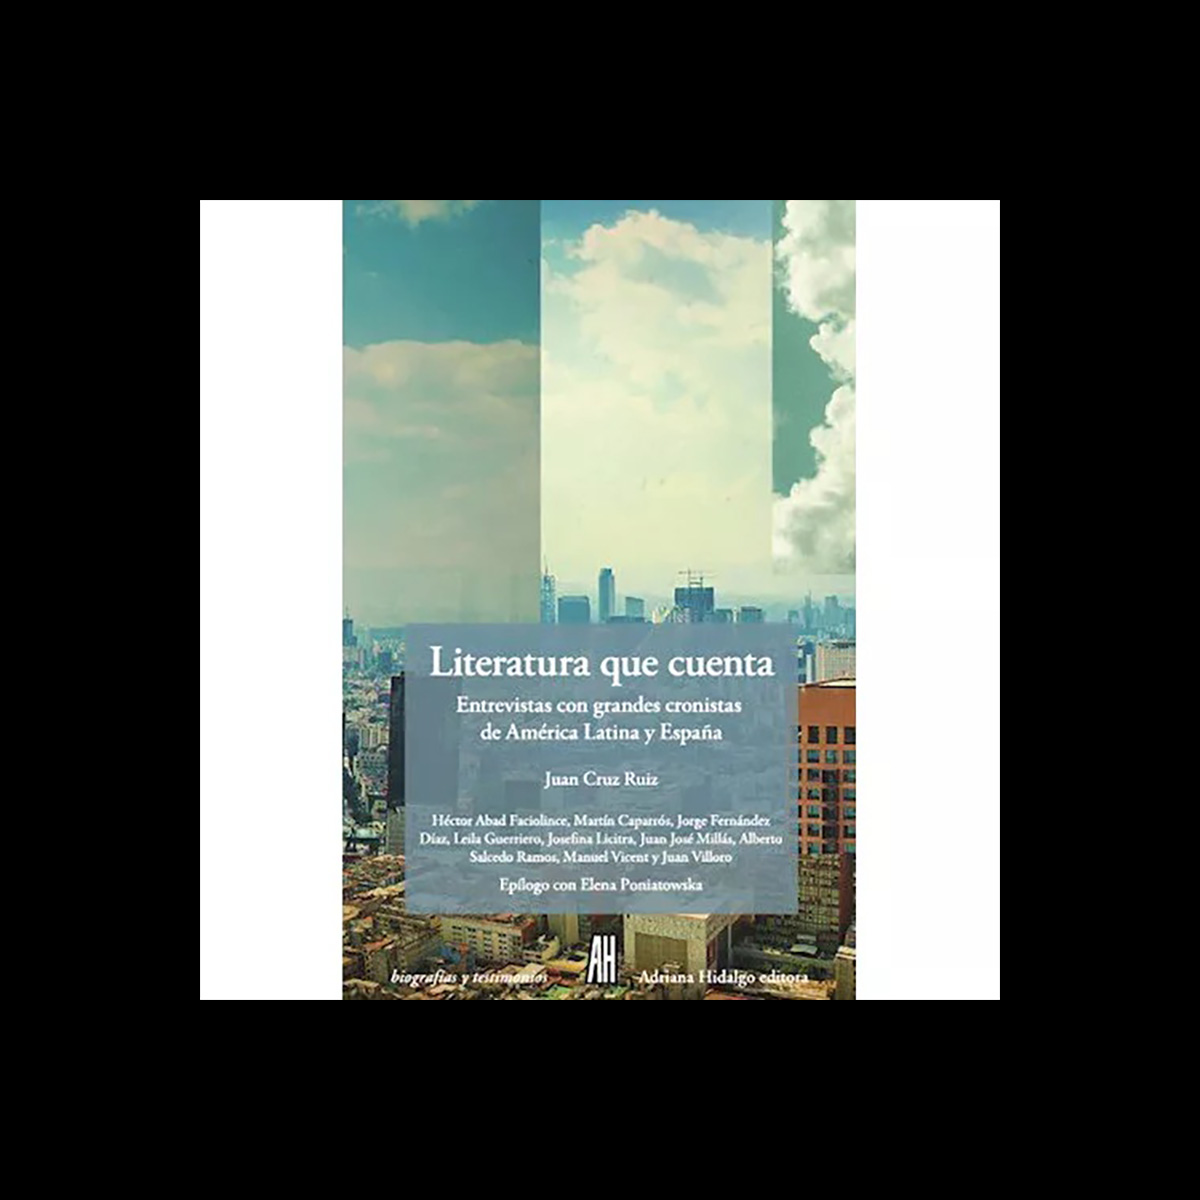 Literatura que cuenta
Entrevistas con grandes cronistas
de América Latina y España
Juan Cruz Ruiz
Héctor Abad Faciolince, Martín Caparrós, Jorge Fernández
Díaz, Leila Guerriero, Josefina Licitra, Juan José Millás, Alberto
Salcedo Ramos, Manuel Vicent y Juan Villoro
Epílogo con Elena Poniatowska
biografías y testimonios
AH
Adriana Hidalgo editora